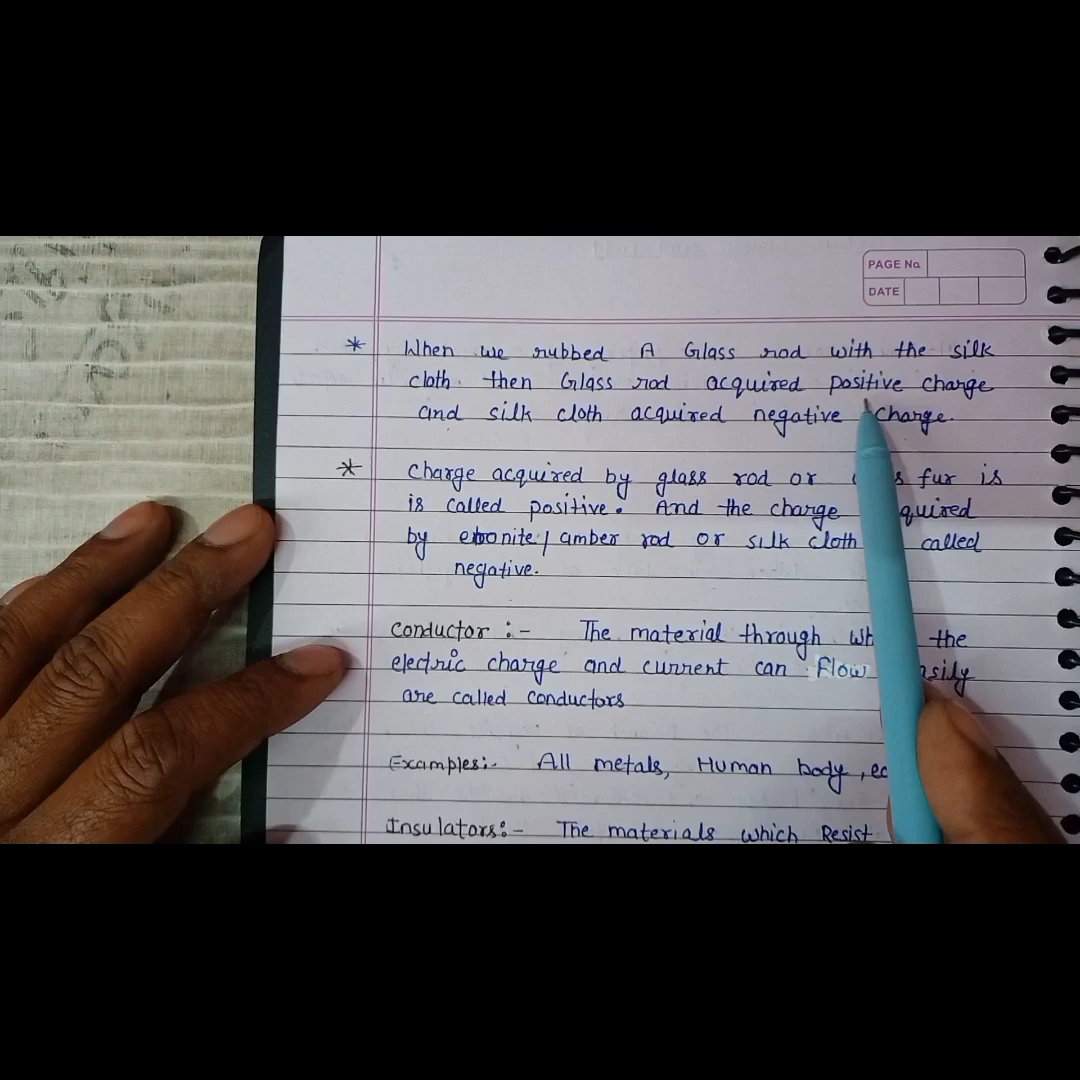 PAGE No.
DATE
* When we rubbed A Glass rod with the silk
cloth. then Glass rod acquired positive charge
and silk cloth acquired negative charge.
* charge acquired by glass rod or fur is
is called positive. And the charge quired
by ebonite/amber rod or silk cloth called
negative.
Conductor :- The material through the
electric charge and current can flow
are called conductors
Examples:- All metals, Human body,
Insulators:- The materials which Resist